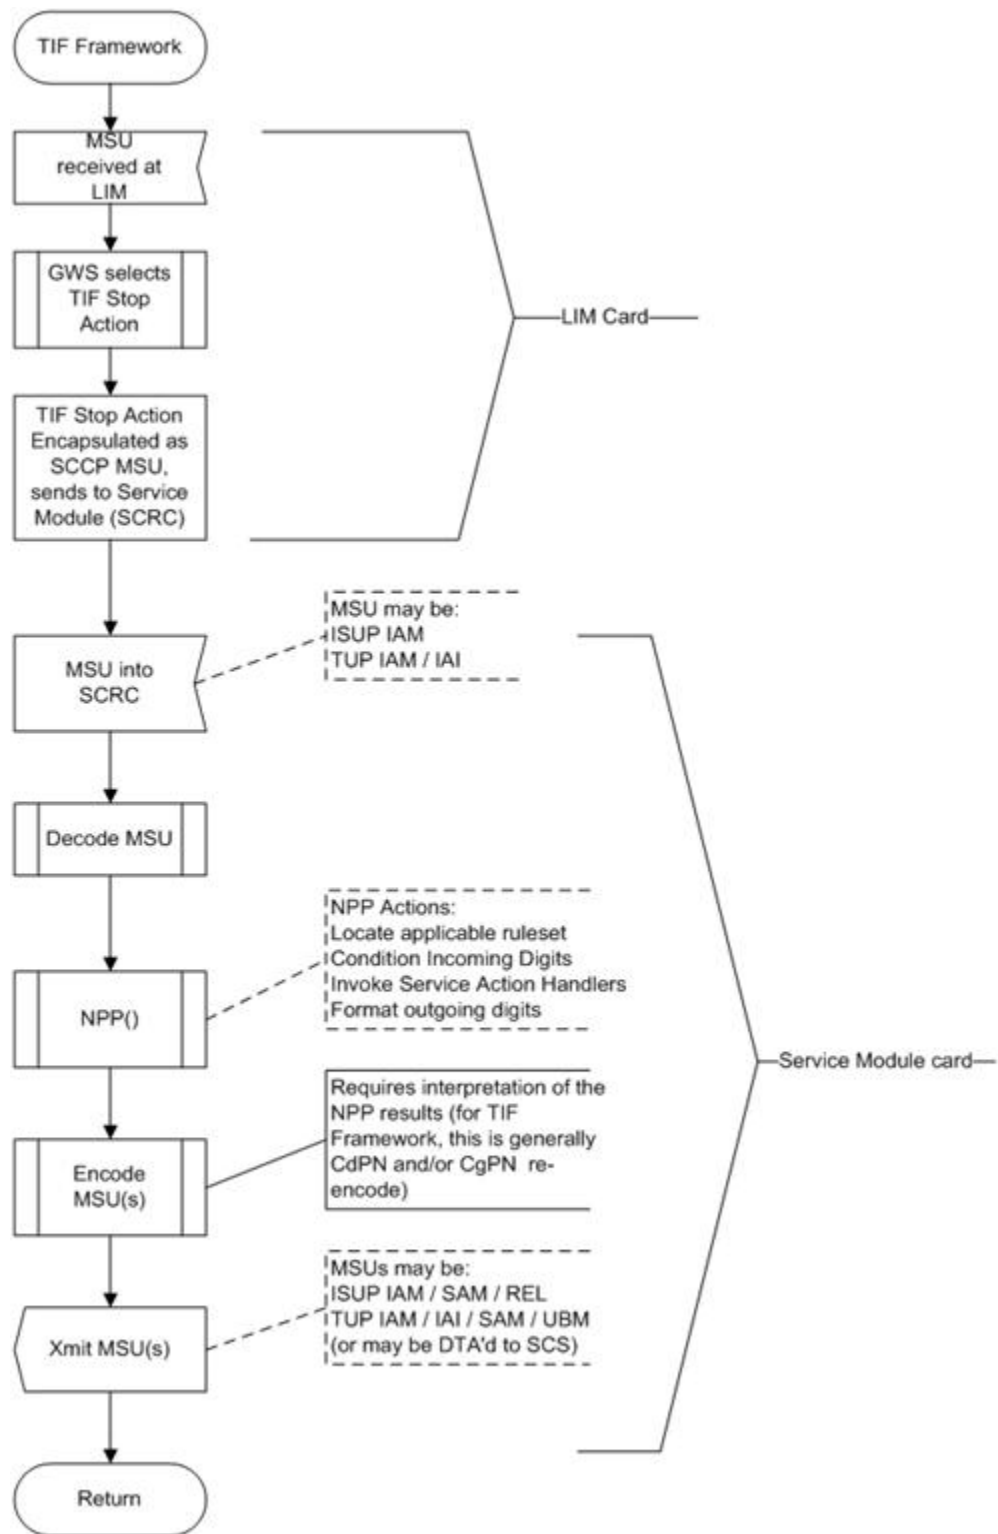 TIF Framework
MSU
received at
LIM
GWS selects
TIF Stop
Action
LIM Card
TIF Stop Action
Encapsulated as
SCCP MSU,
sends to Service
Module (SCRC)
MSU may be:
ISUP IAM
TUP IAM / IAI
MSU into
SCRC
Decode MSU
NPP Actions:
Locate applicable ruleset
Condition Incoming Digits
Invoke Service Action Handlers
Format outgoing digits
NPP()
Service Module card
Requires interpretation of the
NPP results (for TIF
Framework, this is generally
CdPN and/or CgPN  re-
encode)
Encode
MSU(s)
MSUs may be:
ISUP IAM / SAM / REL
TUP IAM / IAI / SAM / UBM
(or may be DTA'd to SCS)
Xmit MSU(s)
Return